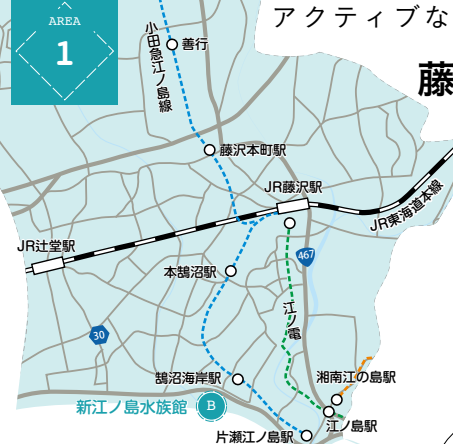 AREA
1
アクティブな
藤
小田急江ノ島線
善行
藤沢本町駅
JR藤沢駅
JR東海道本線
JR辻堂駅
本鵠沼駅
467
江ノ電
30
鵠沼海岸駅
湘南江の島駅
新江ノ島水族館
B
江ノ島駅
片瀬江ノ島駅